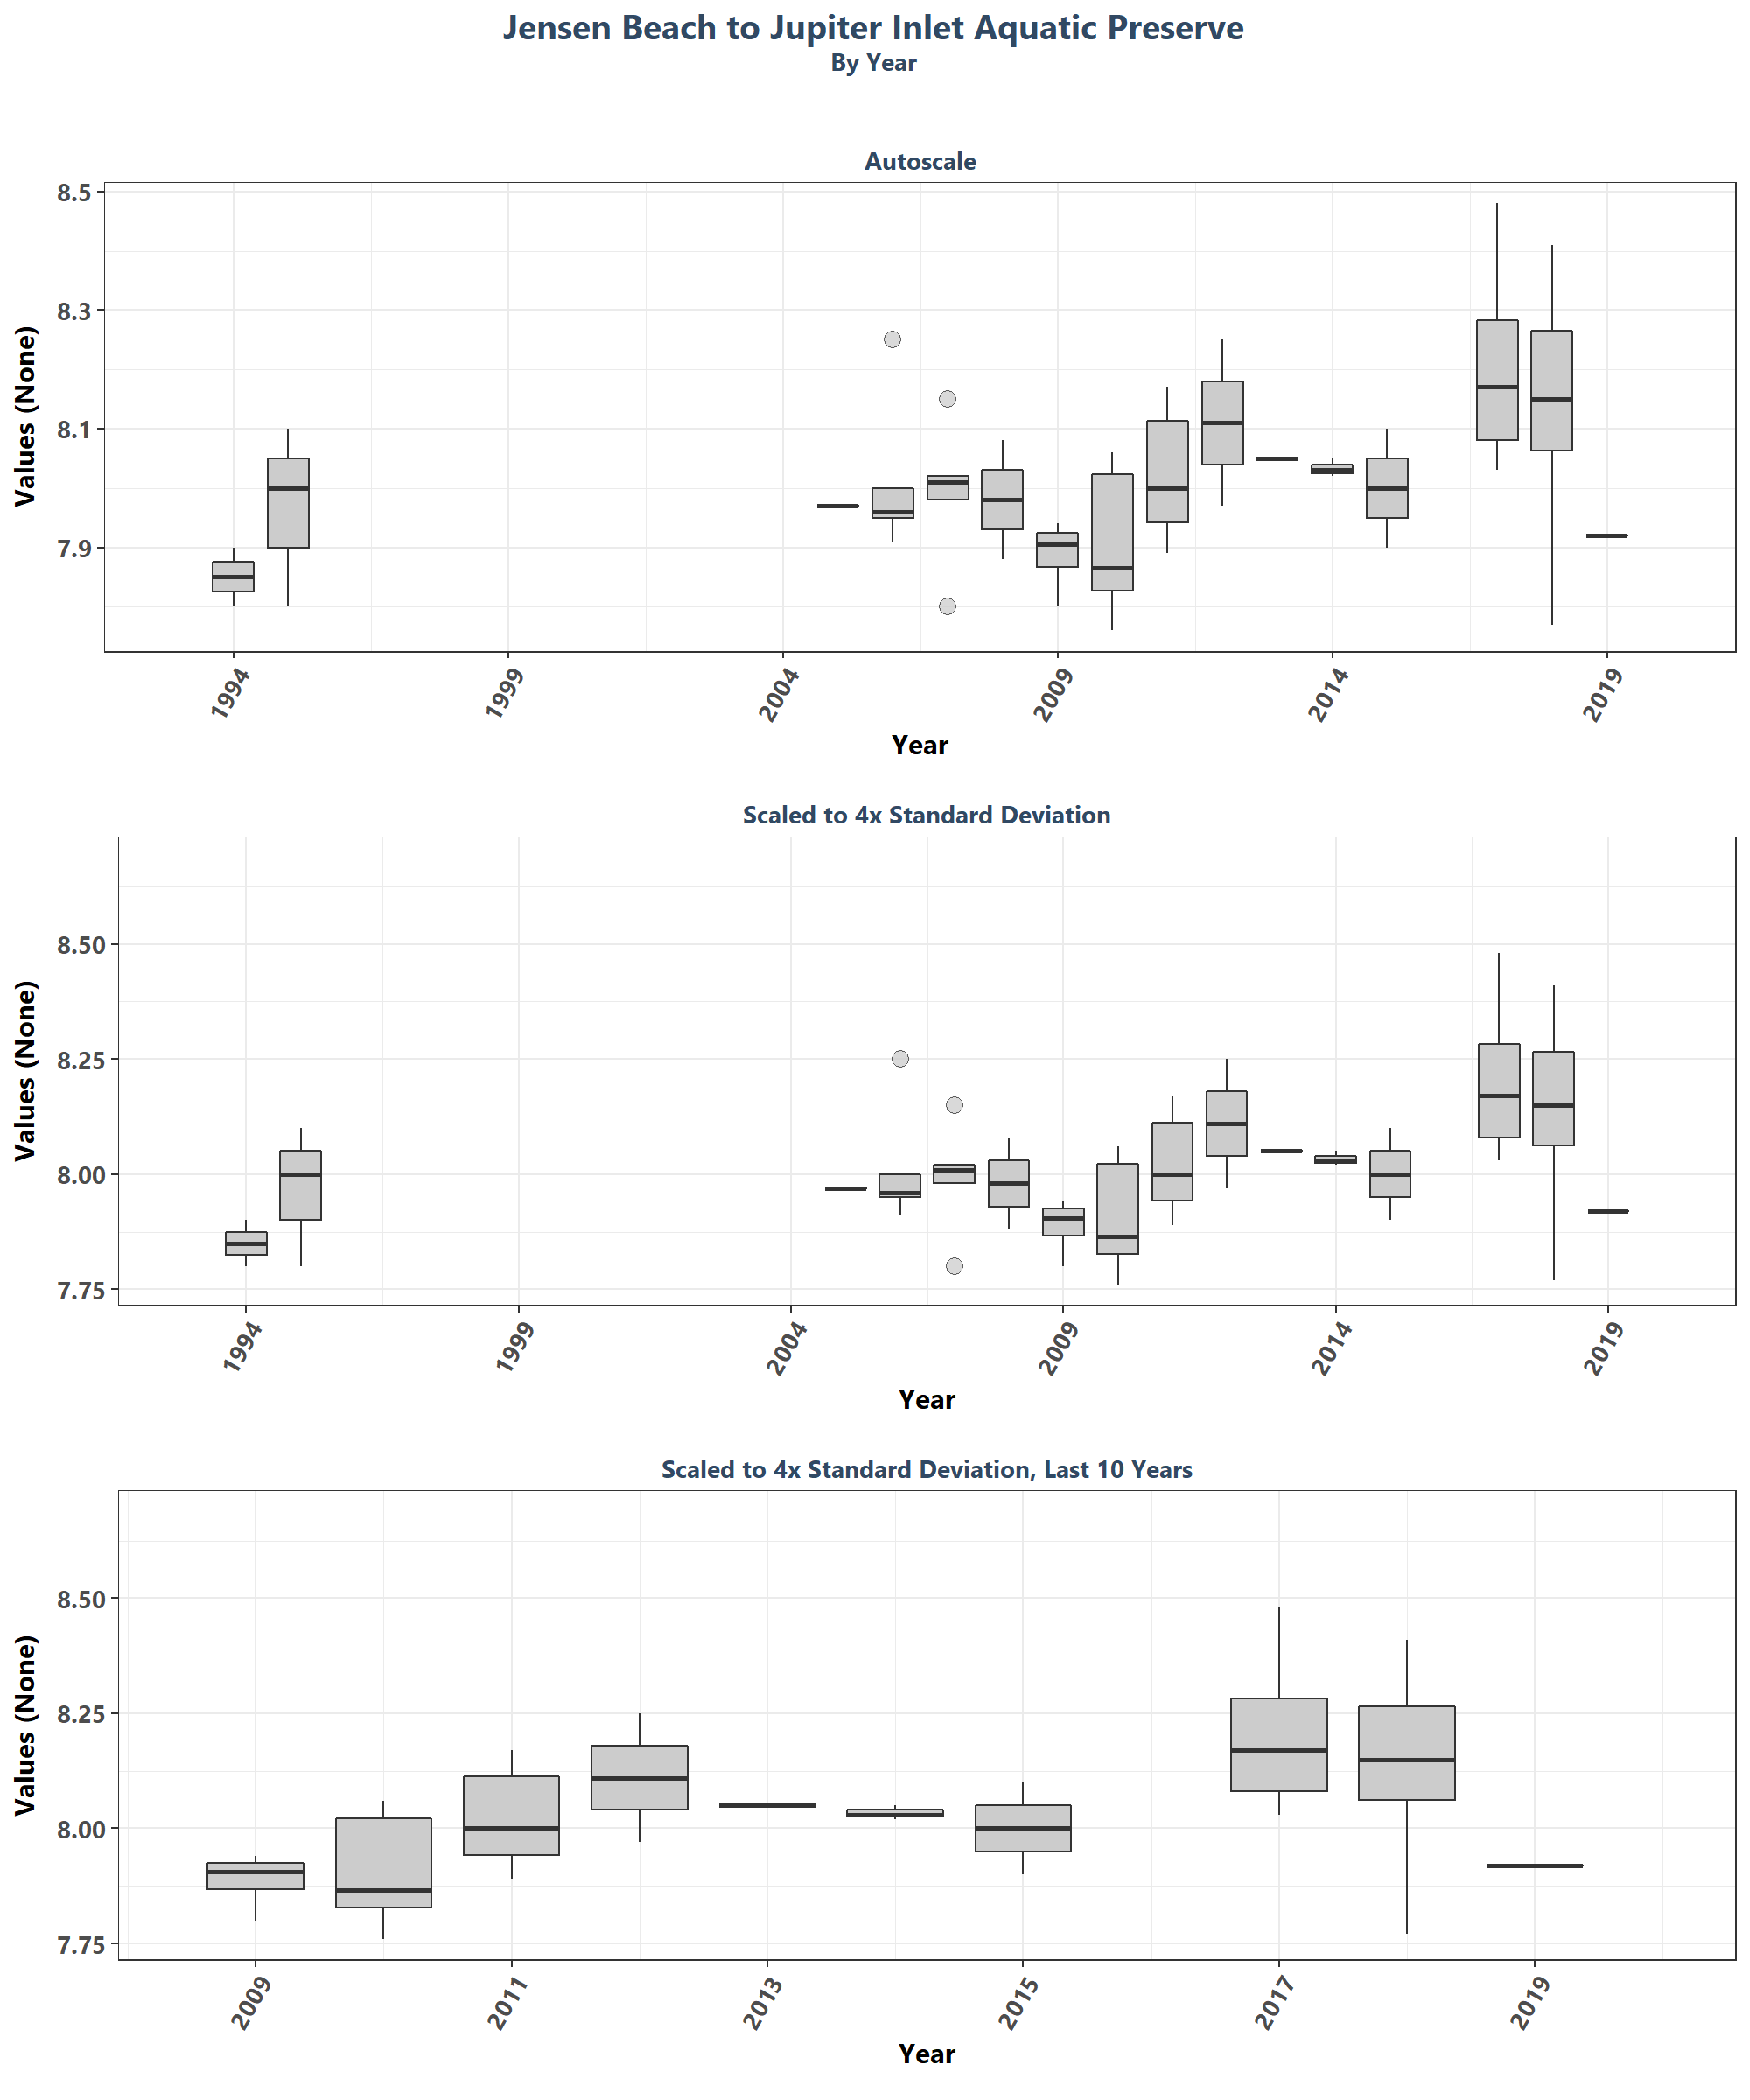 Jensen Beach to Jupiter Inlet Aquatic Preserve
By Year
Autoscale
8.5
8.3
8.1
7.9
Values (None)
1994 1999 2004 2009 2014 2019
Year
Scaled to 4x Standard Deviation
8.50
8.25
8.00
7.75
Values (None)
1994 1999 2004 2009 2014 2019
Year
Scaled to 4x Standard Deviation, Last 10 Years
8.50
8.25
8.00
7.75
Values (None)
2009 2011 2013 2015 2017 2019
Year